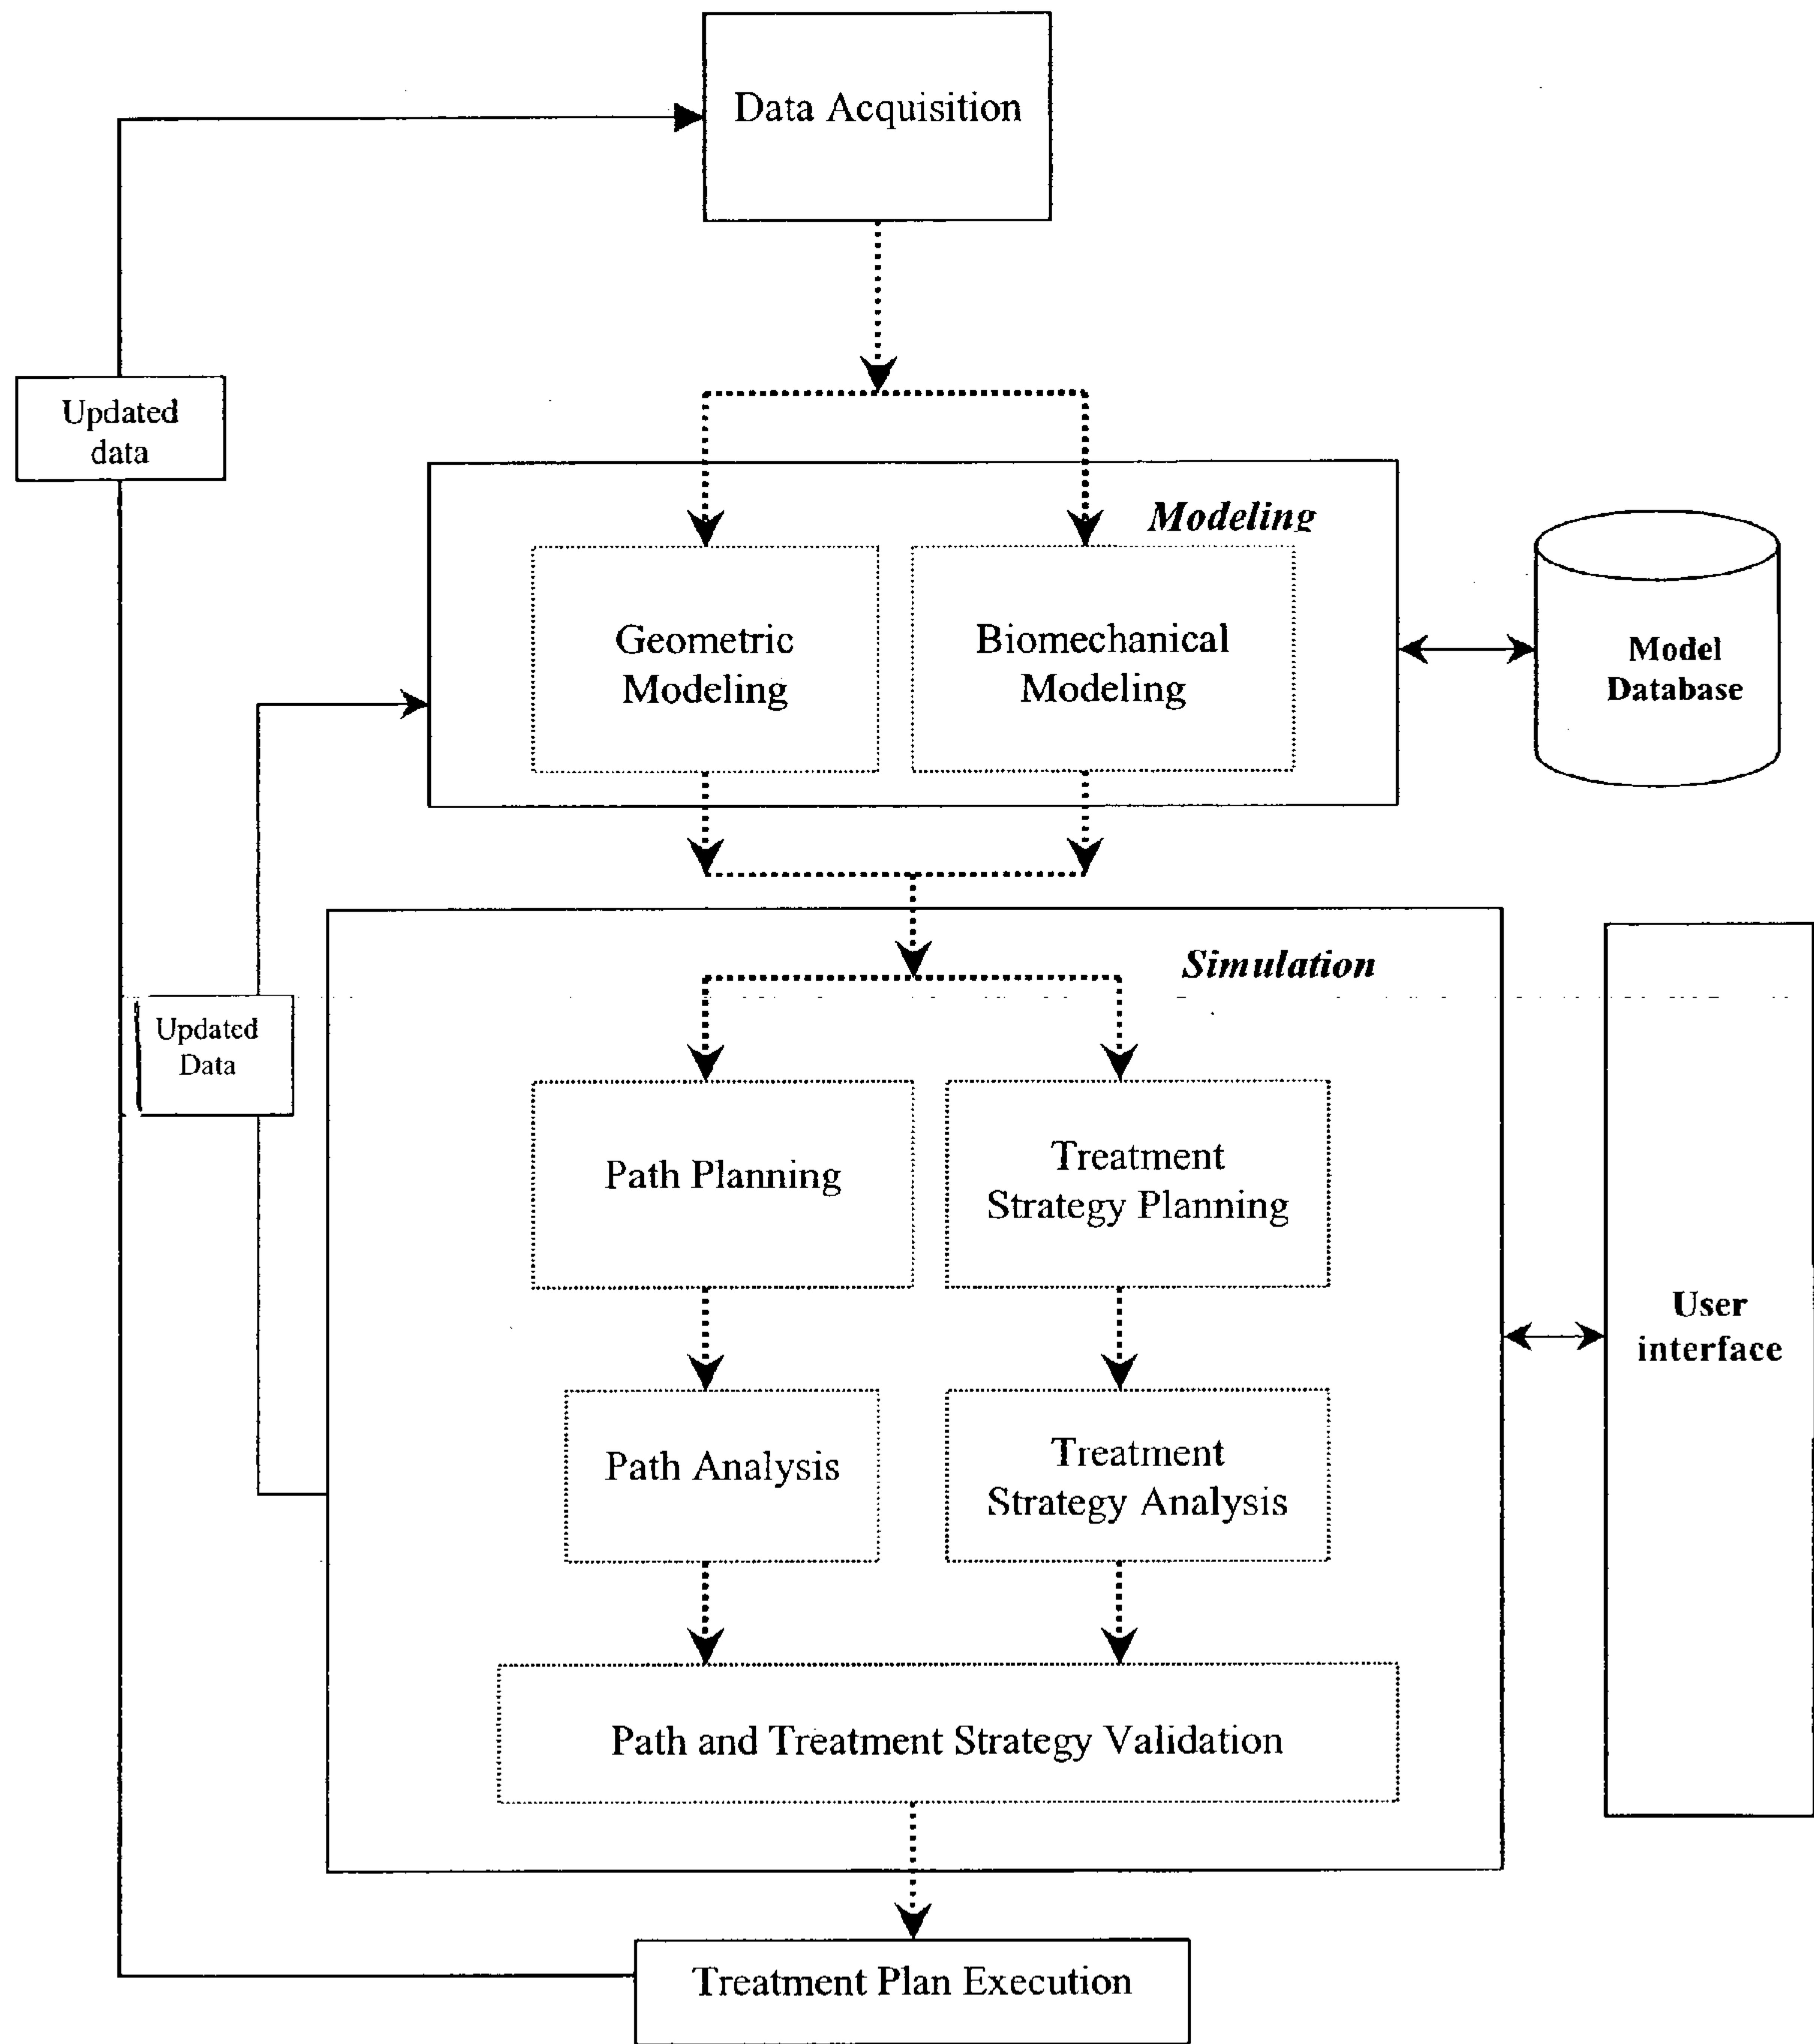 Data Acquisition
Updated
data
Modeling
Geometric
Modeling
Biomechanical
Modeling
Model
Database
Simulation
Updated
Data
Path Planning
Treatment
Strategy Planning
User
interface
Path Analysis
Treatment
Strategy Analysis
Path and Treatment Strategy Validation
Treatment Plan Execution